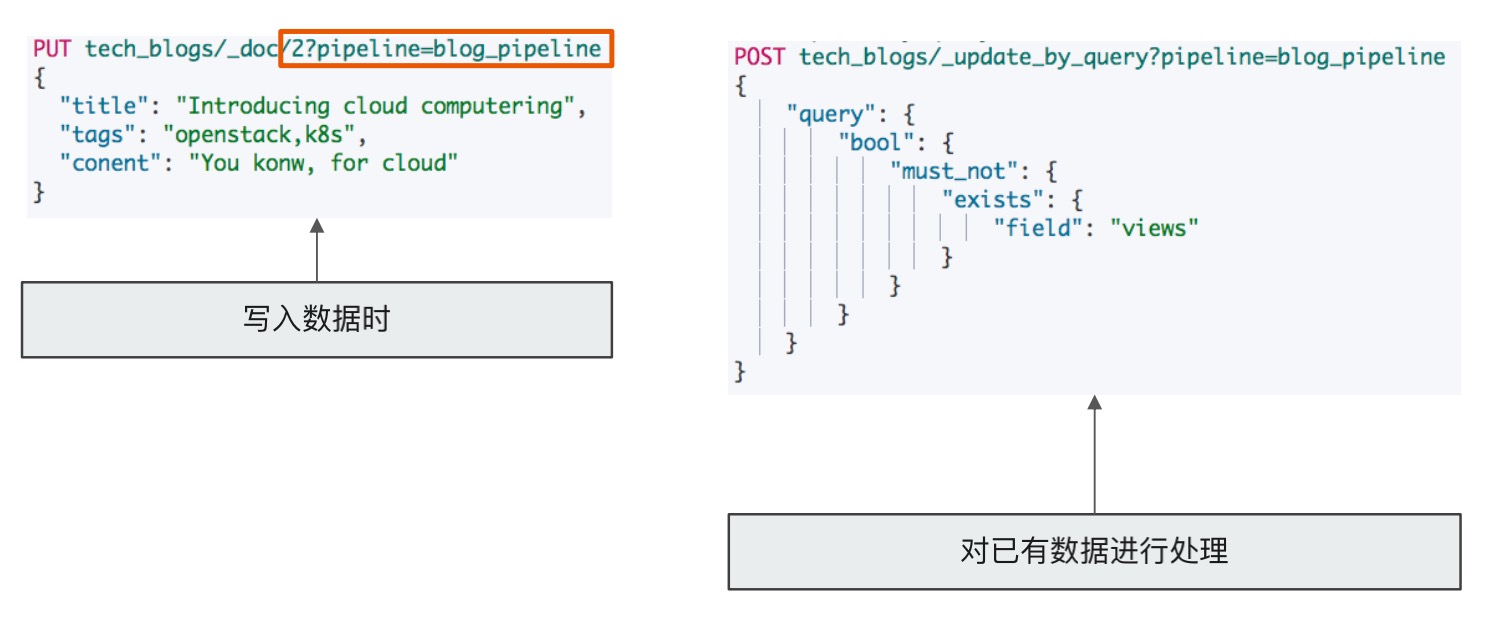 PUT tech_blogs/_doc/2?pipeline=blog_pipeline
{
  "title": "Introducing cloud computering",
  "tags": "openstack,k8s",
  "conent": "You konw, for cloud"
}
写入数据时
POST tech_blogs/_update_by_query?pipeline=blog_pipeline
{
    "query": {
        "bool": {
            "must_not": {
                "exists": {
                    "field": "views"
                }
            }
        }
    }
}
对已有数据进行处理